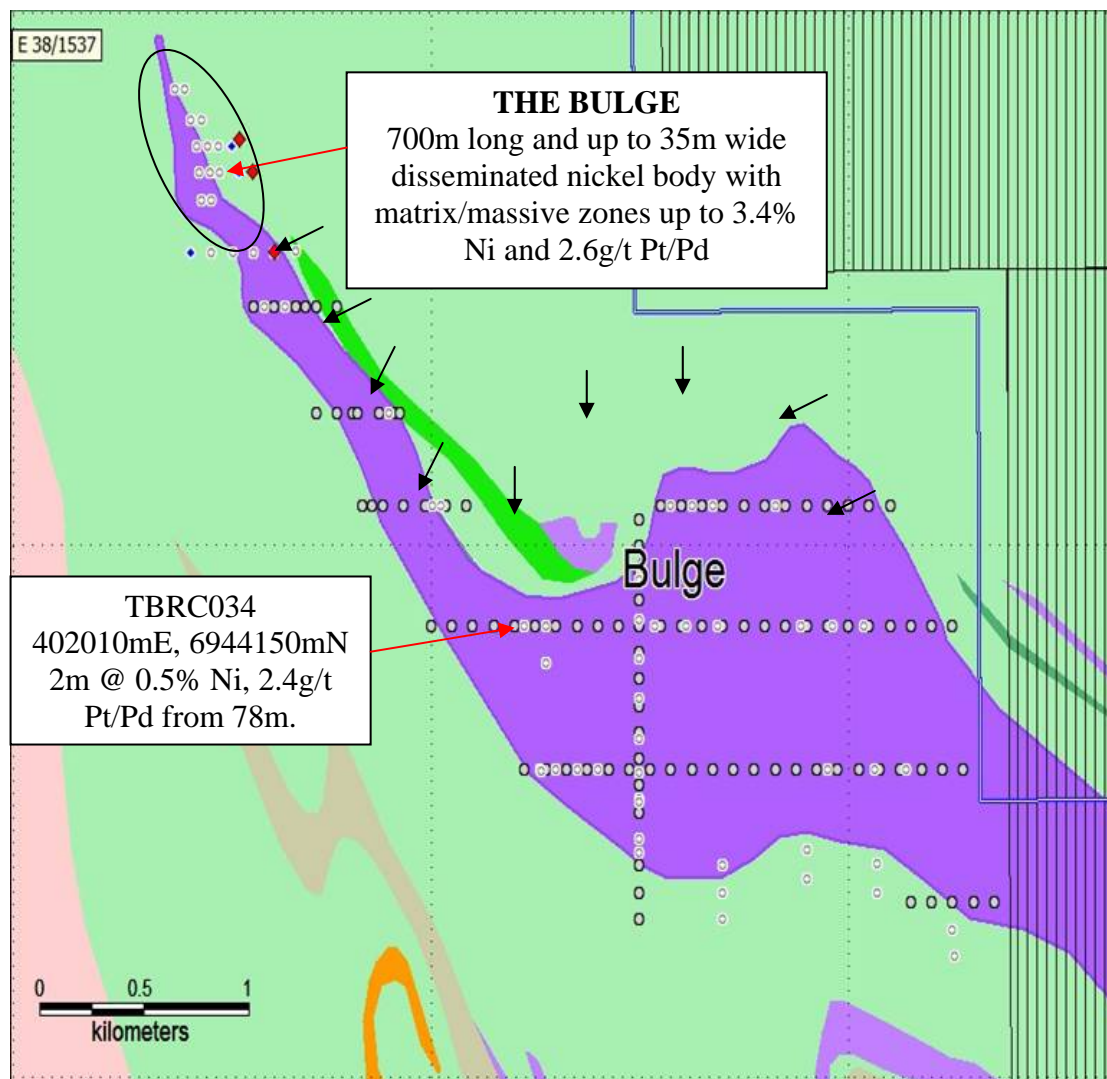 E 38/1537
THE BULGE
700m long and up to 35m wide
disseminated nickel body with
matrix/massive zones up to 3.4%
Ni and 2.6g/t Pt/Pd
Bulge
TBRC034
402010mE, 6944150mN
2m @ 0.5% Ni, 2.4g/t
Pt/Pd from 78m.
0 0.5 1
kilometers